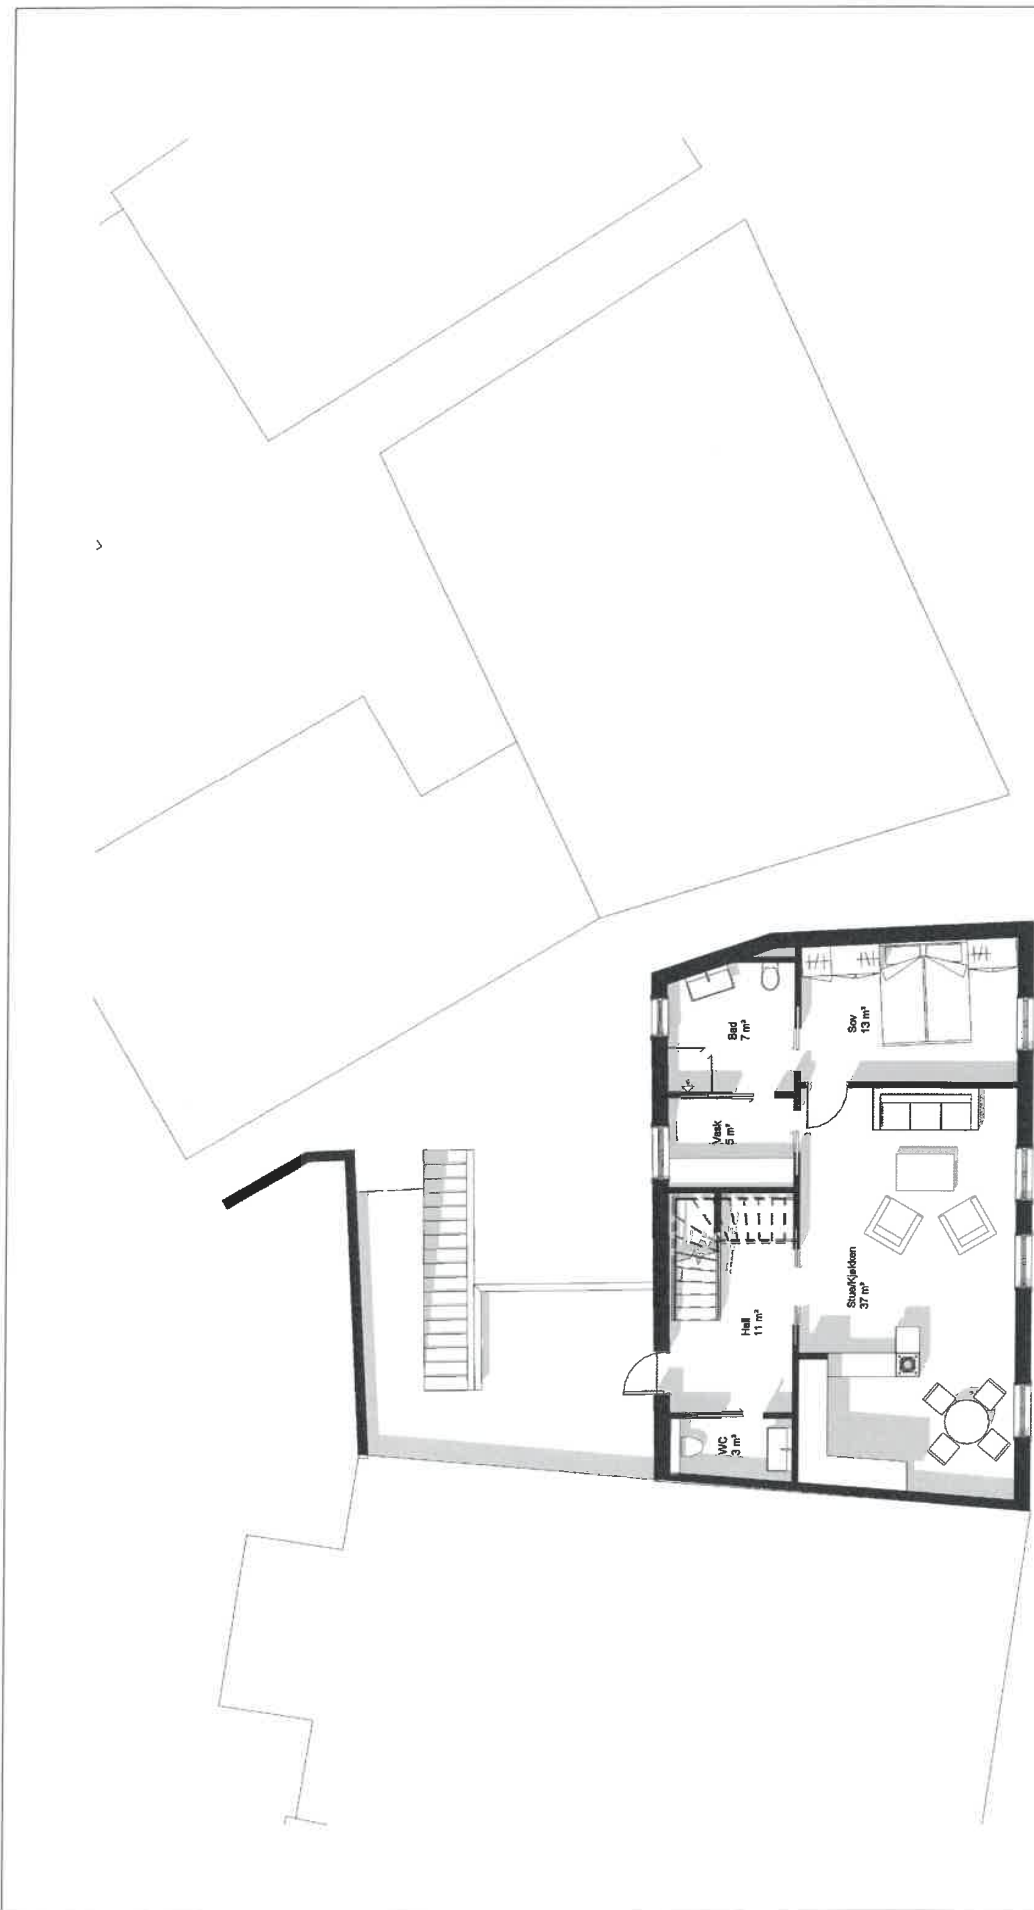 Bad
7 m²
Sov
13 m²
Vask
5 m²
Stue/Kjøkken
37 m²
Hall
11 m²
WC
3 m²